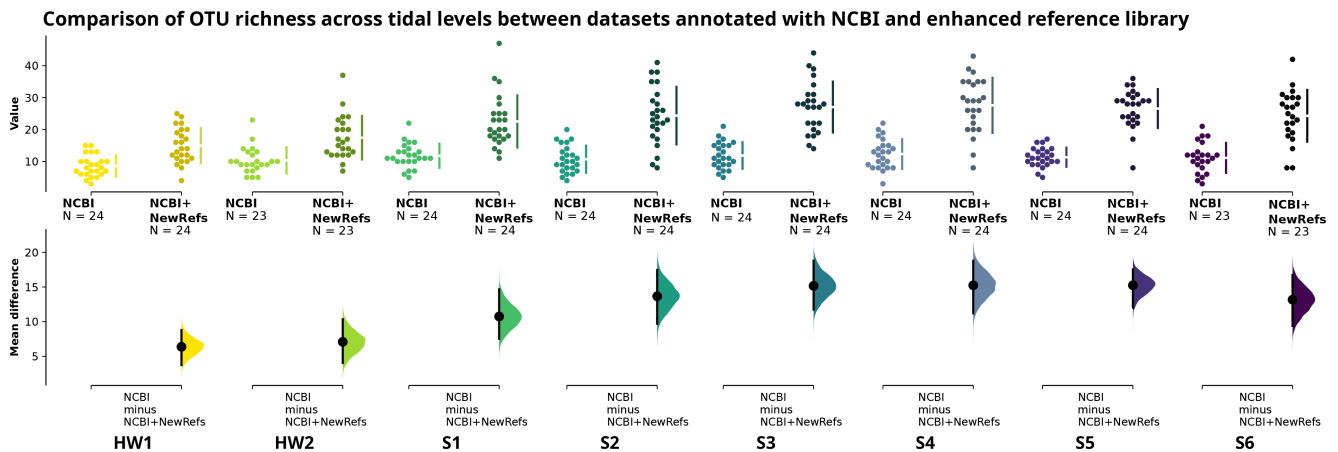 Comparison of OTU richness across tidal levels between datasets annotated with NCBI and enhanced reference library
Value
40
30
20
10
NCBI
N = 24
NCBI+
NewRefs
N = 24
NCBI
N = 23
NCBI+
NewRefs
N = 23
NCBI
N = 24
NCBI+
NewRefs
N = 24
NCBI
N = 24
NCBI+
NewRefs
N = 24
NCBI
N = 24
NCBI+
NewRefs
N = 24
NCBI
N = 24
NCBI+
NewRefs
N = 24
NCBI
N = 24
NCBI+
NewRefs
N = 24
NCBI
N = 23
NCBI+
NewRefs
N = 23
Mean difference
20
15
10
5
NCBI
minus
NCBI+NewRefs
NCBI
minus
NCBI+NewRefs
NCBI
minus
NCBI+NewRefs
NCBI
minus
NCBI+NewRefs
NCBI
minus
NCBI+NewRefs
NCBI
minus
NCBI+NewRefs
NCBI
minus
NCBI+NewRefs
NCBI
minus
NCBI+NewRefs
HW1
HW2
S1
S2
S3
S4
S5
S6